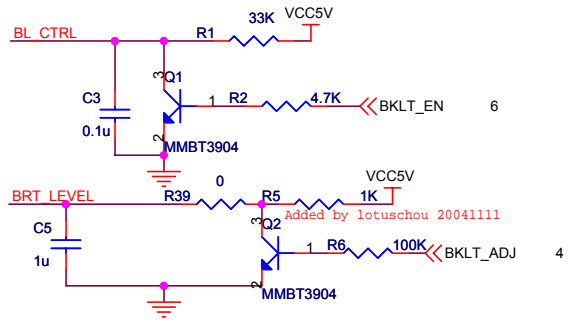 BL_CTRL
R1
33K
VCC5V
C3
0.1u
3
Q1
1
R2
4.7K
BKLT_EN
6
2
MMBT3904
BRT_LEVEL
R39
0
R5
1K
VCC5V
Added by lotuschou 20041111
C5
1u
3
Q2
1
R6
100K
BKLT_ADJ
4
2
MMBT3904